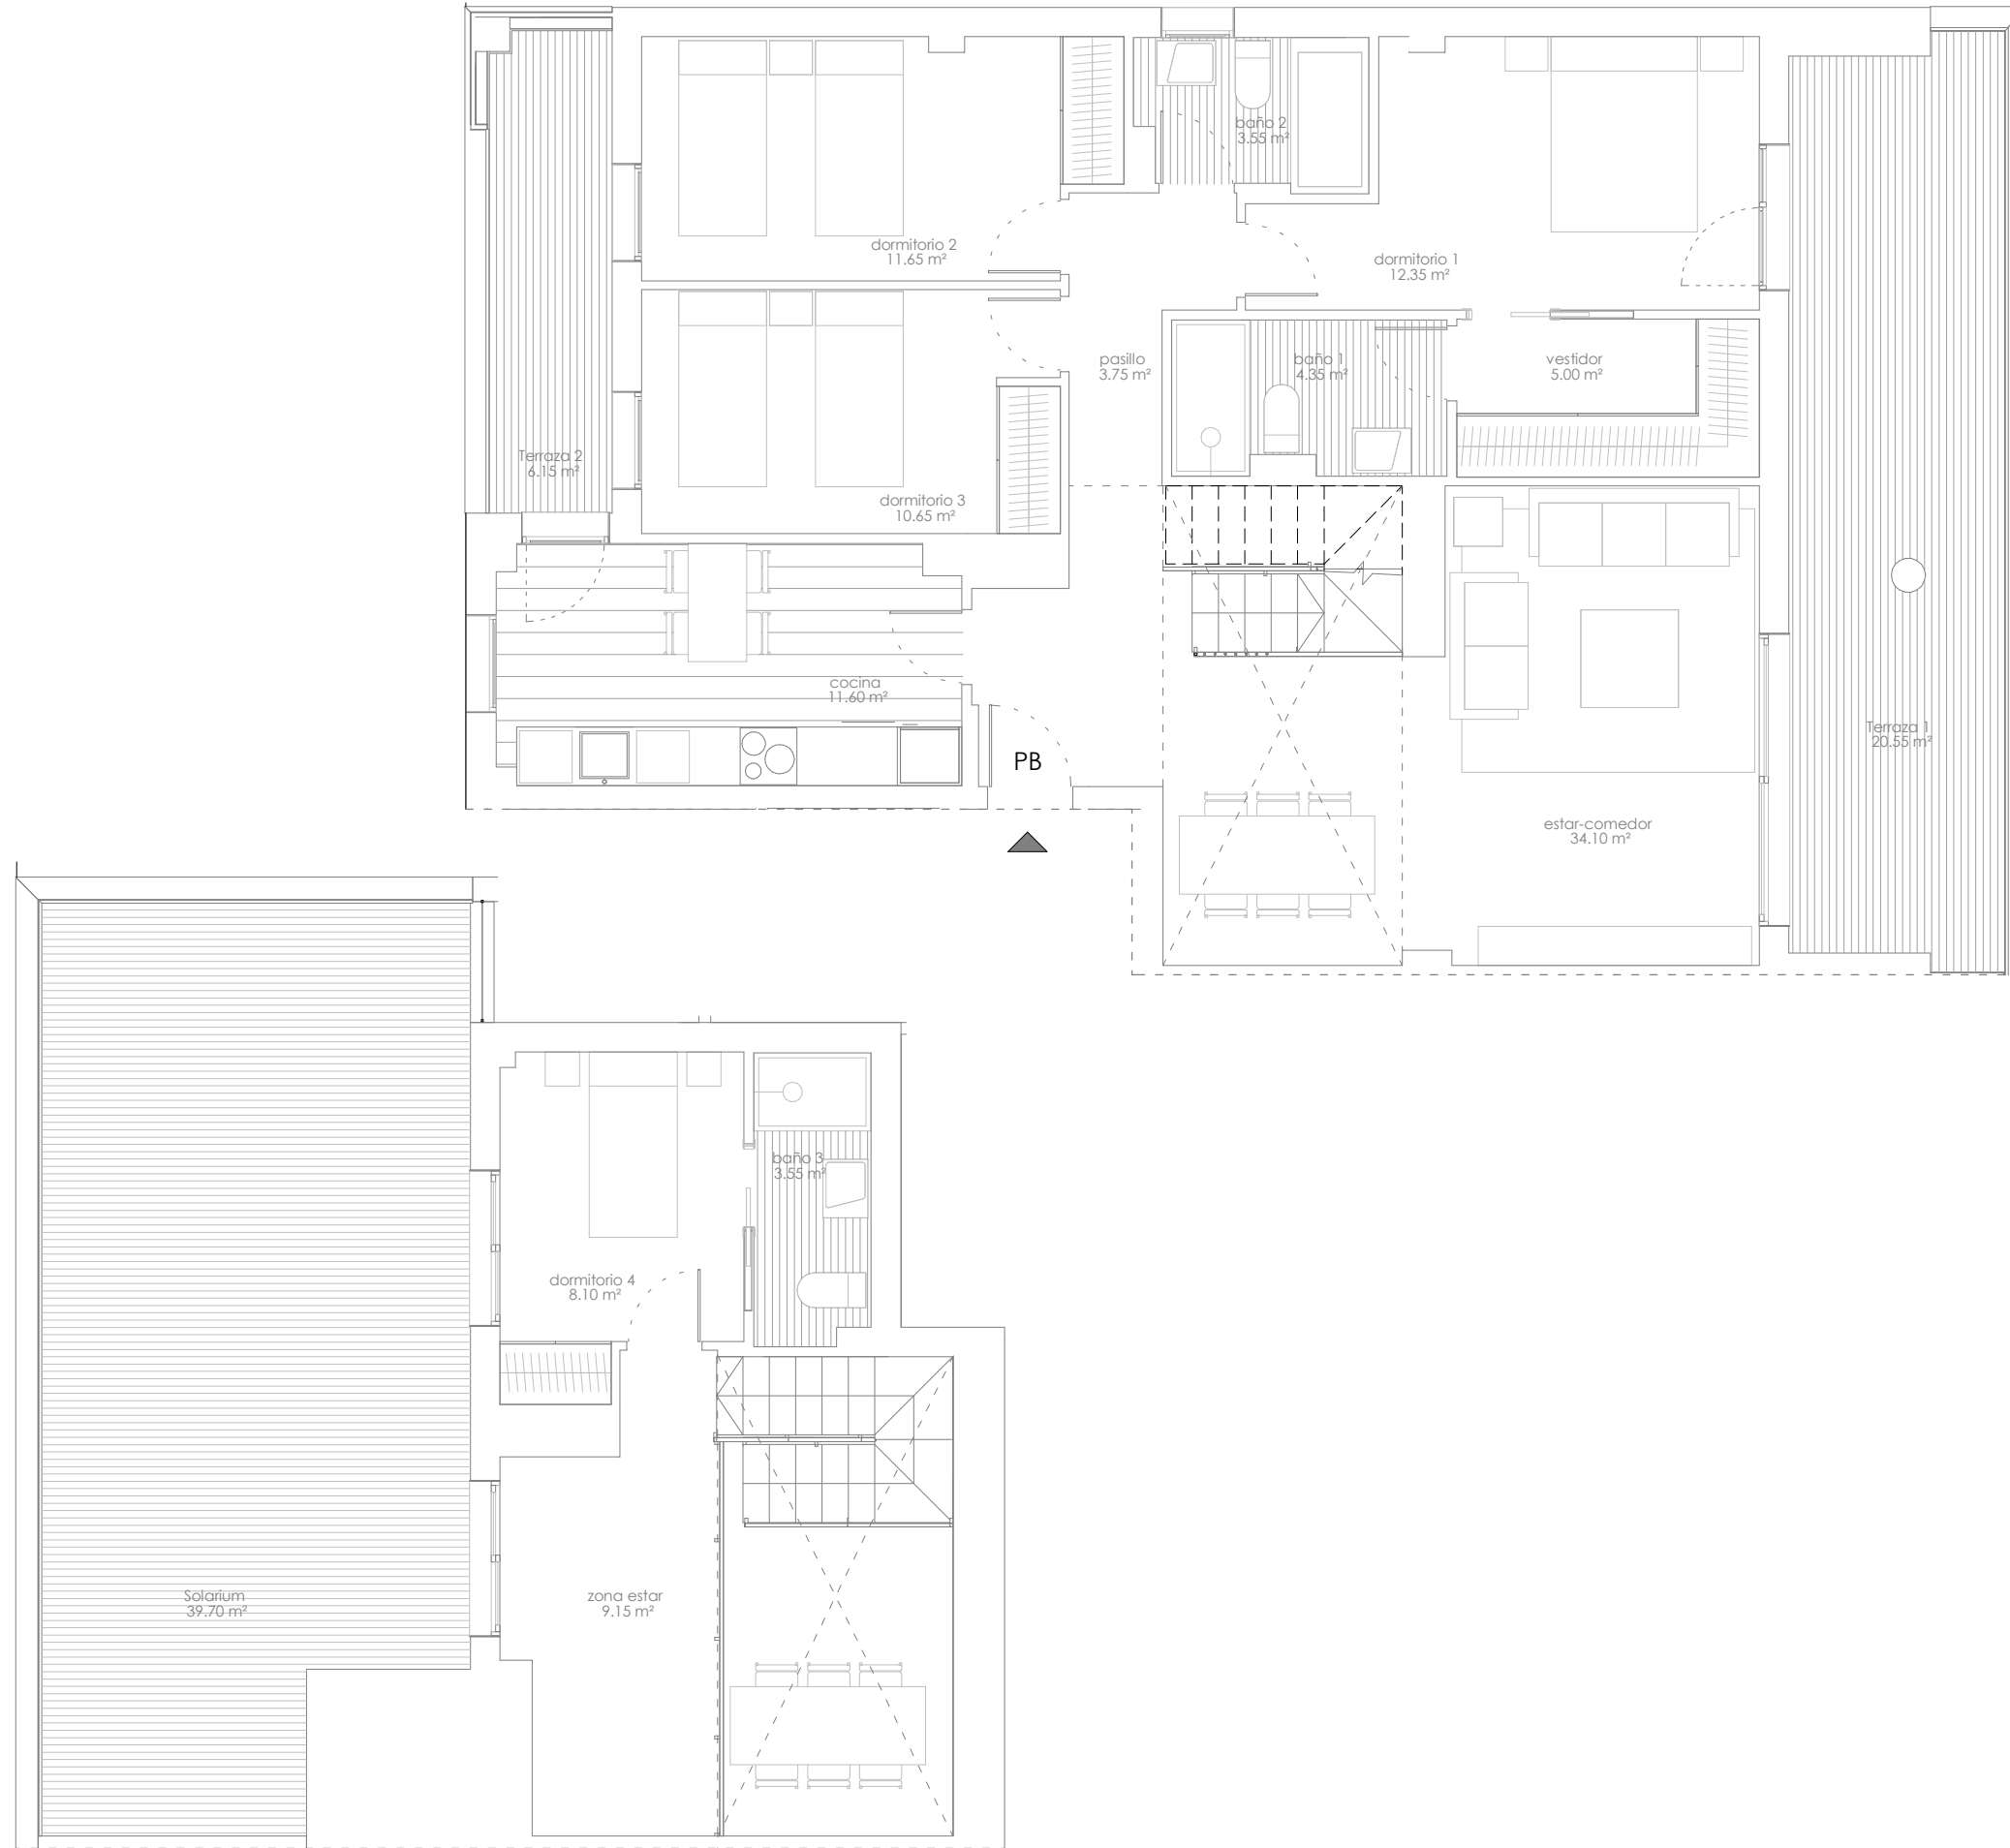 baño 2
3.55 m²
dormitorio 2
11.65 m²
dormitorio 1
12.35 m²
pasillo
3.75 m²
baño 1
4.35 m²
vestidor
5.00 m²
Terraza 2
6.15 m²
dormitorio 3
10.65 m²
cocina
11.60 m²
PB
Terraza 1
20.55 m²
estar-comedor
34.10 m²
baño 3
3.55 m²
dormitorio 4
8.10 m²
Solarium
39.70 m²
zona estar
9.15 m²